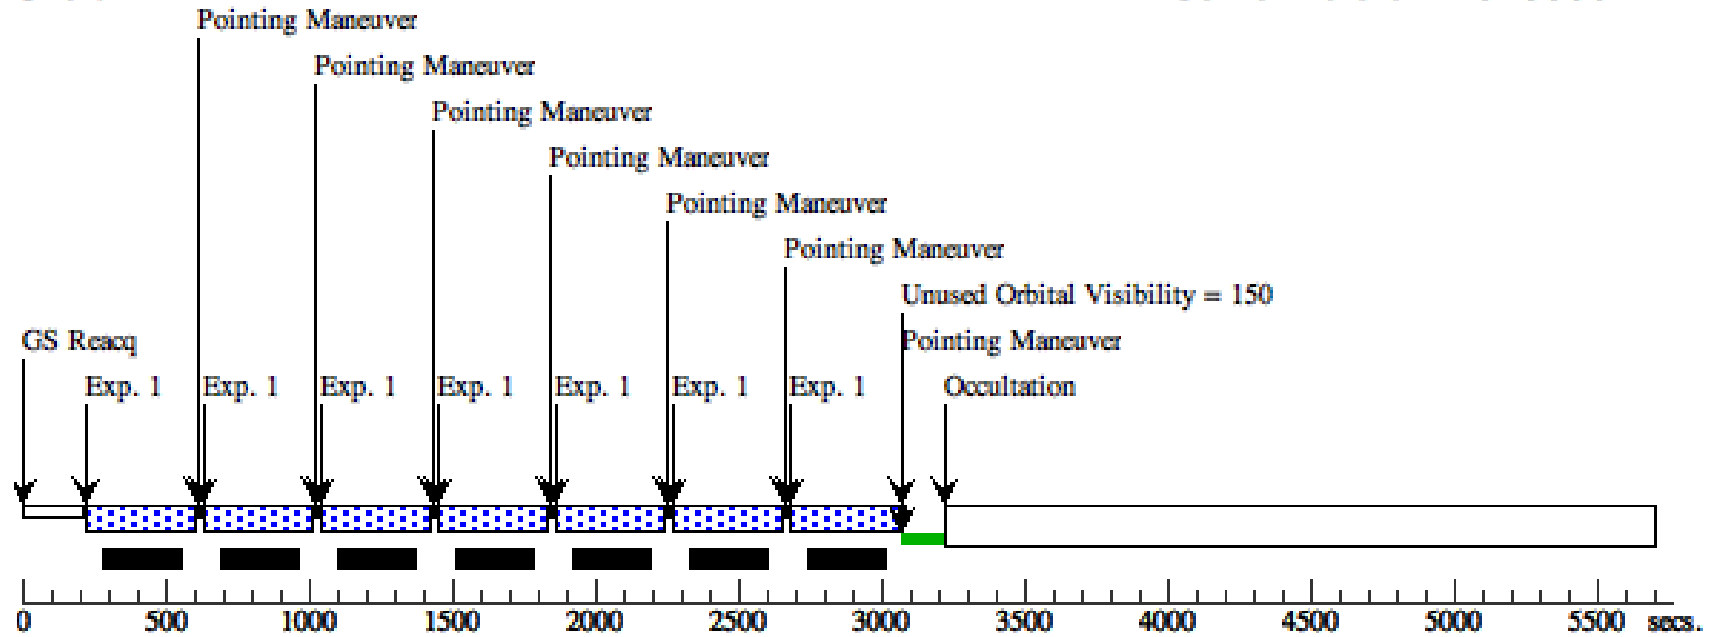 Pointing Maneuver
Pointing Maneuver
Pointing Maneuver
Pointing Maneuver
Pointing Maneuver
Pointing Maneuver
Unused Orbital Visibility = 150
GS Reacq
Pointing Maneuver
Exp. 1 Exp. 1 Exp. 1 Exp. 1 Exp. 1 Exp. 1 Exp. 1 Occultation
0 500 1000 1500 2000 2500 3000 3500 4000 4500 5000 5500 secs.